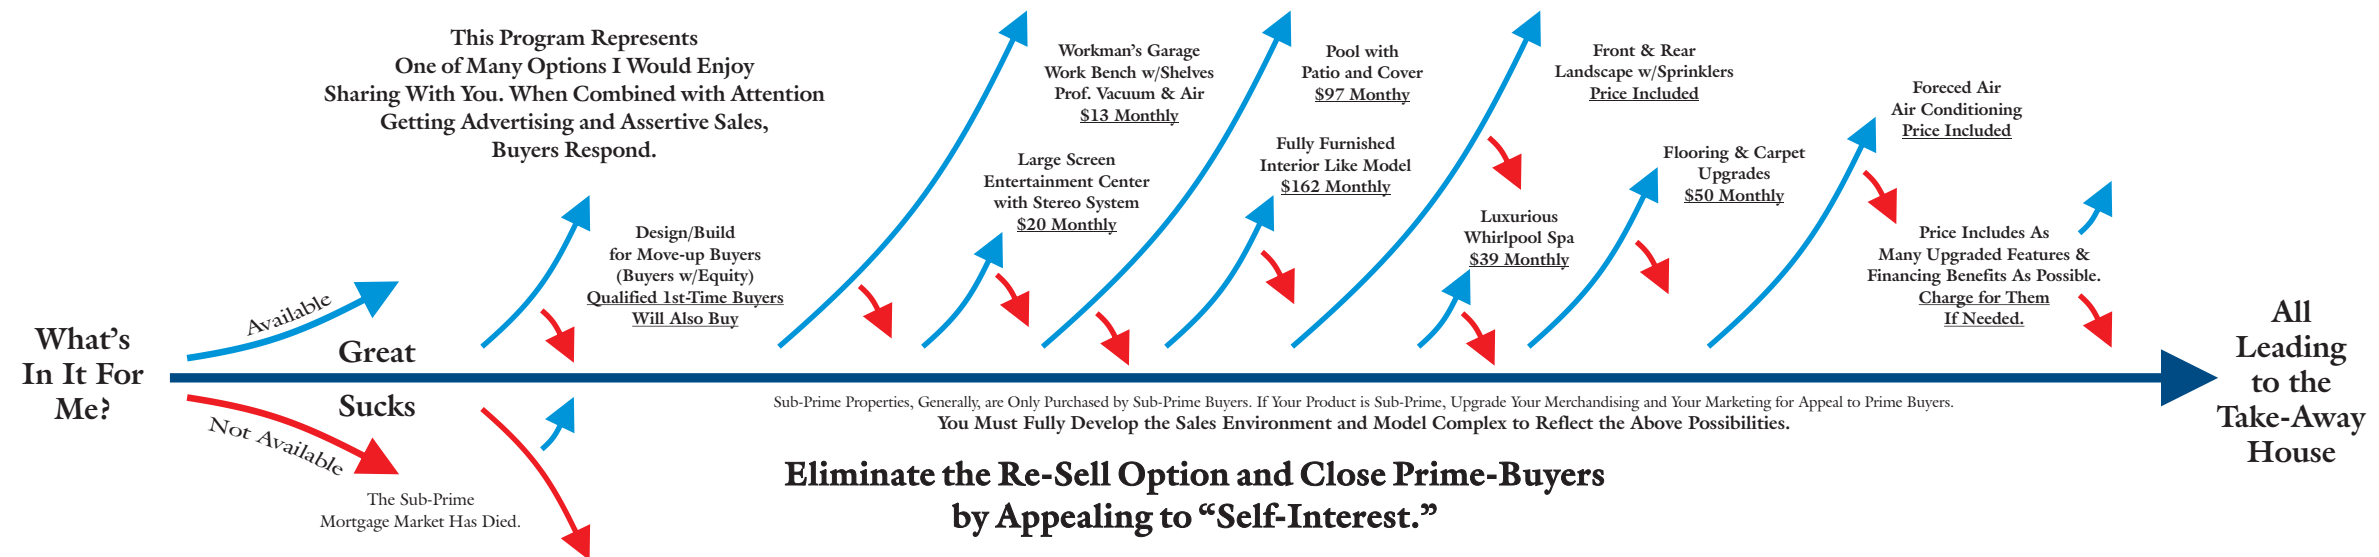 This Program Represents
One of Many Options I Would Enjoy
Sharing With You. When Combined with Attention
Getting Advertising and Assertive Sales,
Buyers Respond.
What's
In It For
Me?
Available
Great
Sucks
Not Available
The Sub-Prime
Mortgage Market Has Died.
Design/Build
for Move-up Buyers
(Buyers w/Equity)
Qualified 1st-Time Buyers
Will Also Buy
Workman's Garage
Work Bench w/Shelves
Prof. Vacuum & Air
$13 Monthly
Large Screen
Entertainment Center
with Stereo System
$20 Monthly
Pool with
Patio and Cover
$97 Monthy
Fully Furnished
Interior Like Model
$162 Monthly
Front & Rear
Landscape w/Sprinklers
Price Included
Luxurious
Whirlpool Spa
$39 Monthly
Flooring & Carpet
Upgrades
$50 Monthly
Foreced Air
Air Conditioning
Price Included
Price Includes As
Many Upgraded Features &
Financing Benefits As Possible.
Charge for Them
If Needed.
All
Leading
to the
Take-Away
House
Sub-Prime Properties, Generally, are Only Purchased by Sub-Prime Buyers. If Your Product is Sub-Prime, Upgrade Your Merchandising and Your Marketing for Appeal to Prime Buyers.
You Must Fully Develop the Sales Environment and Model Complex to Reflect the Above Possibilities.
Eliminate the Re-Sell Option and Close Prime-Buyers
by Appealing to “Self-Interest.”